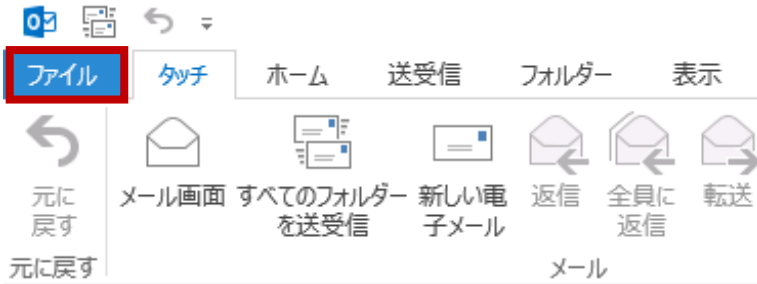 ファイル タッチ ホーム 送受信 フォルダー 表示
元に
戻す
メール画面
すべてのフォルダー
を送受信
新しい電
子メール
返信
全員に
返信
転送
元に戻す メール